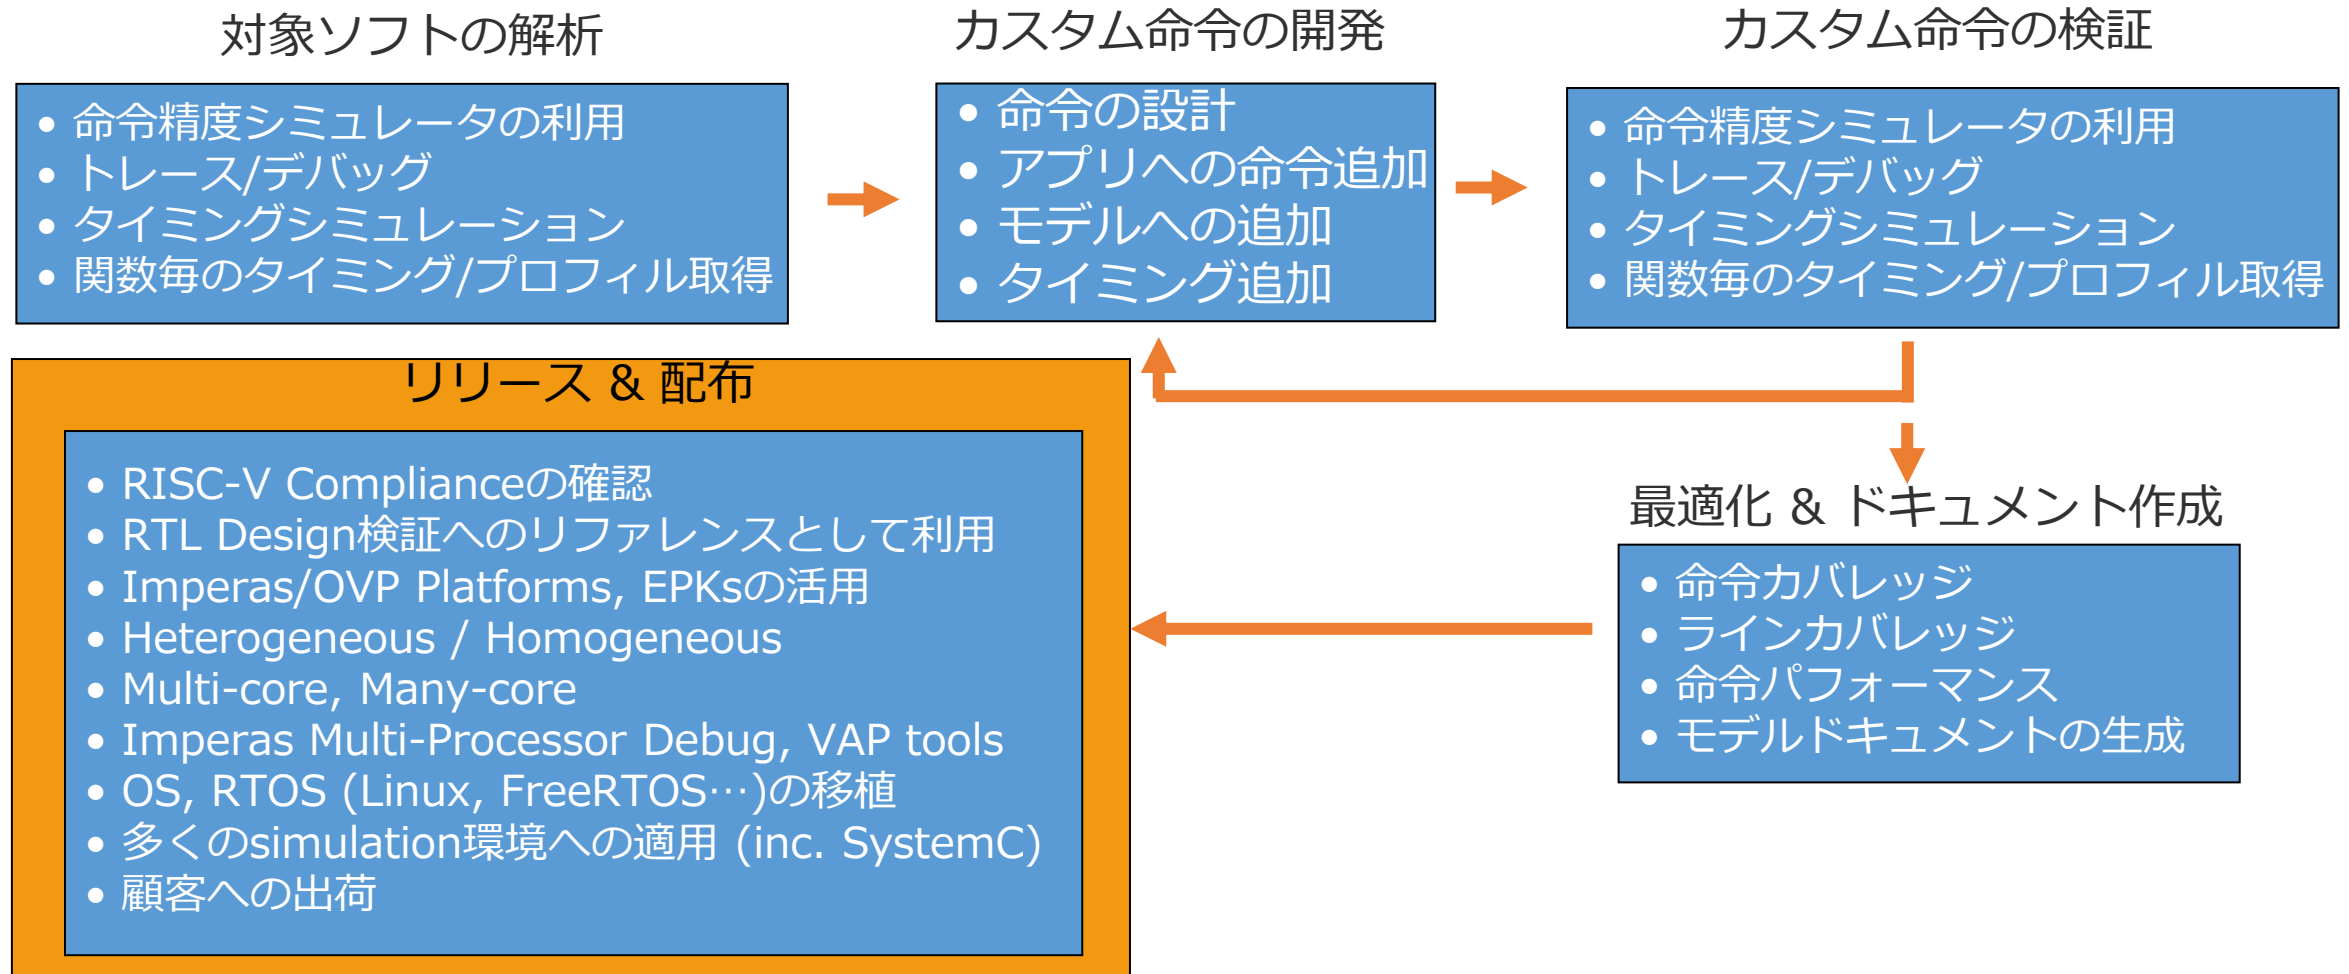 対象ソフトの解析
• 命令精度シミュレータの利用
• トレース/デバッグ
• タイミングシミュレーション
• 関数毎のタイミング/プロフィル取得
カスタム命令の開発
• 命令の設計
• アプリへの命令追加
• モデルへの追加
• タイミング追加
カスタム命令の検証
• 命令精度シミュレータの利用
• トレース/デバッグ
• タイミングシミュレーション
• 関数毎のタイミング/プロフィル取得
最適化 & ドキュメント作成
• 命令カバレッジ
• ラインカバレッジ
• 命令パフォーマンス
• モデルドキュメントの生成
リリース & 配布
• RISC-V Complianceの確認
• RTL Design検証へのリファレンスとして利用
• Imperas/OVP Platforms, EPKsの活用
• Heterogeneous / Homogeneous
• Multi-core, Many-core
• Imperas Multi-Processor Debug, VAP tools
• OS, RTOS (Linux, FreeRTOS…)の移植
• 多くのsimulation環境への適用 (inc. SystemC)
• 顧客への出荷